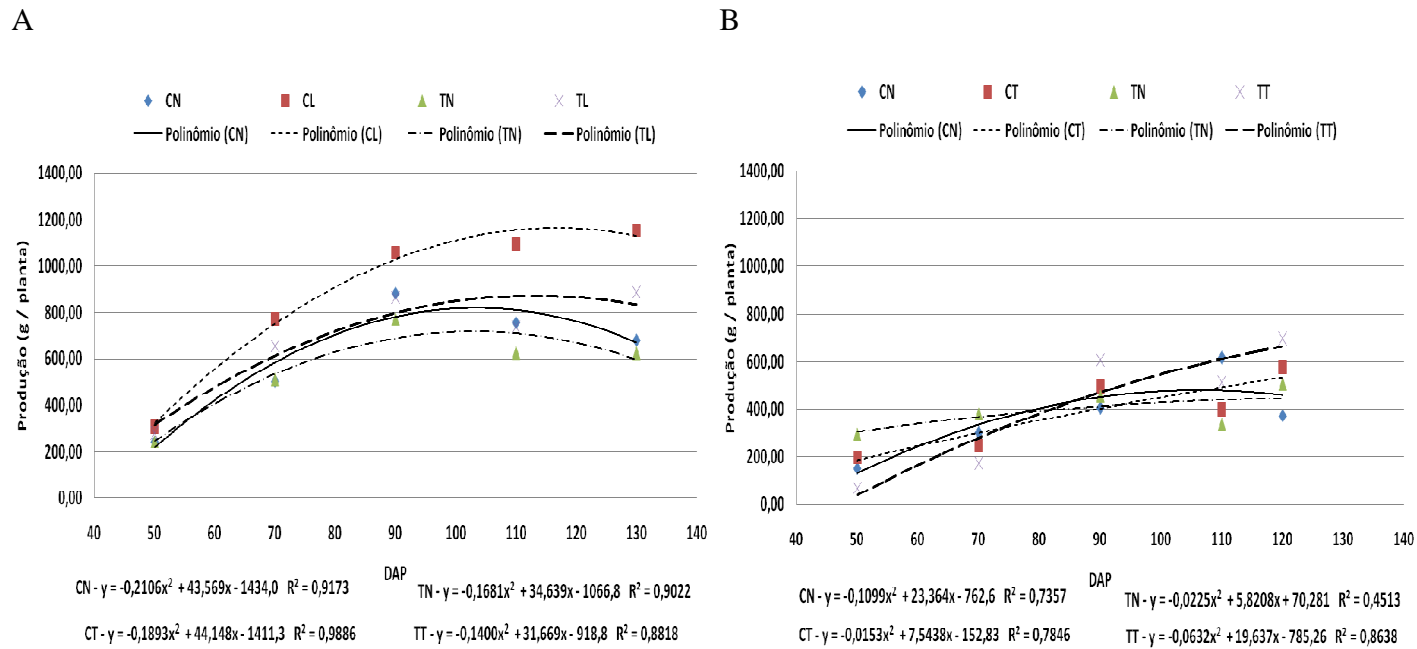 A
B
CN CL TN TL
Polinômio (CN) Polinômio (CL) Polinômio (TN) Polinômio (TL)
Produção (g / planta)
1400,00
1200,00
1000,00
800,00
600,00
400,00
200,00
0,00
40 50 60 70 80 90 100 110 120 130 140
DAP
CN - y = -0,2106x² + 43,569x - 1434,0 R² = 0,9173
TN - y = -0,1681x² + 34,639x - 1066,8 R² = 0,9022
CT - y = -0,1893x² + 44,148x - 1411,3 R² = 0,9886
TT - y = -0,1400x² + 31,669x - 918,8 R² = 0,8818
CN CT TN TT
Polinômio (CN) Polinômio (CT) Polinômio (TN) Polinômio (TT)
Produção (g / planta)
1400,00
1200,00
1000,00
800,00
600,00
400,00
200,00
0,00
40 50 60 70 80 90 100 110 120 130 140
DAP
CN - y = -0,1099x² + 23,364x - 762,6 R² = 0,7357
TN - y = -0,0225x² + 5,8208x + 70,281 R² = 0,4513
CT - y = -0,0153x² + 7,5438x - 152,83 R² = 0,7846
TT - y = -0,0632x² + 19,637x - 785,26 R² = 0,8638